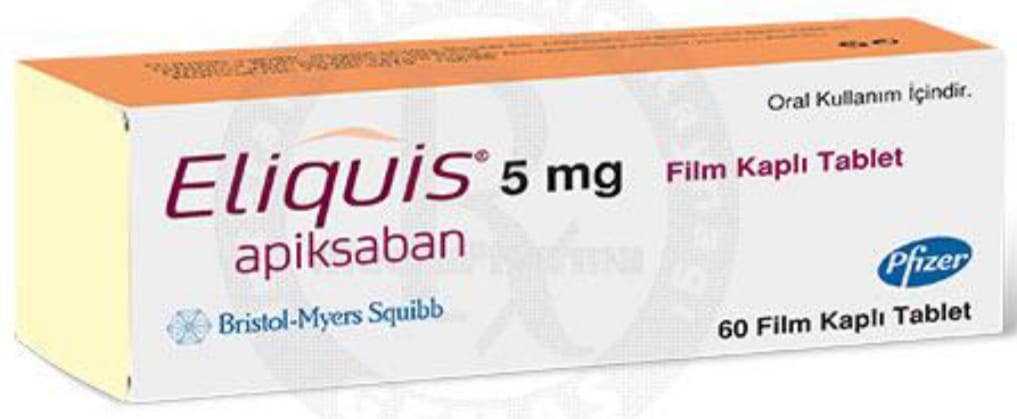 Oral Kullanım İçindir.
Eliquis® 5 mg Film Kaplı Tablet
apiksaban
Pfizer
Bristol-Myers Squibb
60 Film Kaplı Tablet